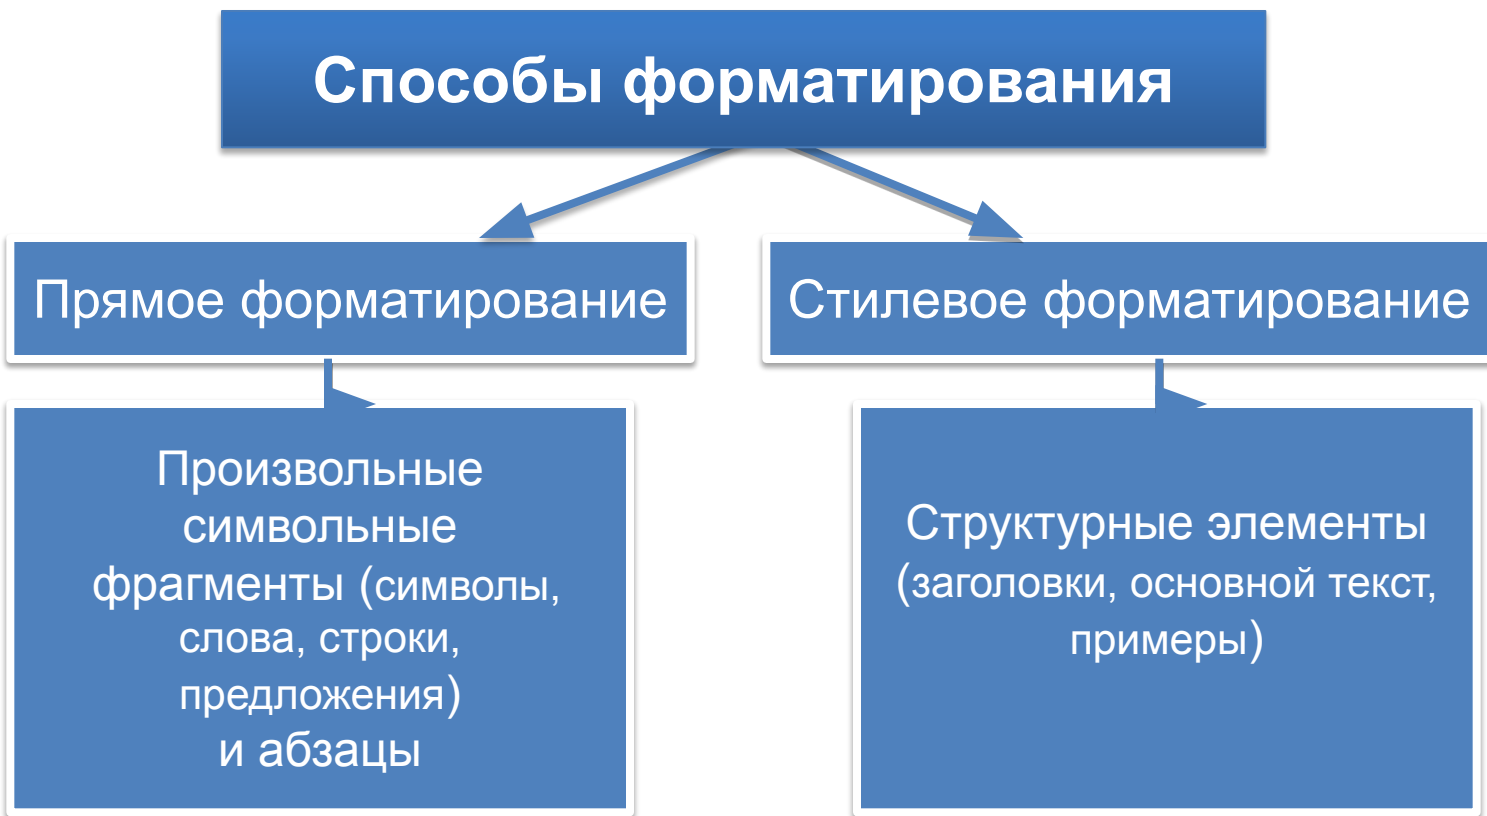 Способы форматирования
Прямое форматирование
Стилевое форматирование
Произвольные
символьные
фрагменты (символы,
слова, строки,
предложения)
и абзацы
Структурные элементы
(заголовки, основной текст,
примеры)